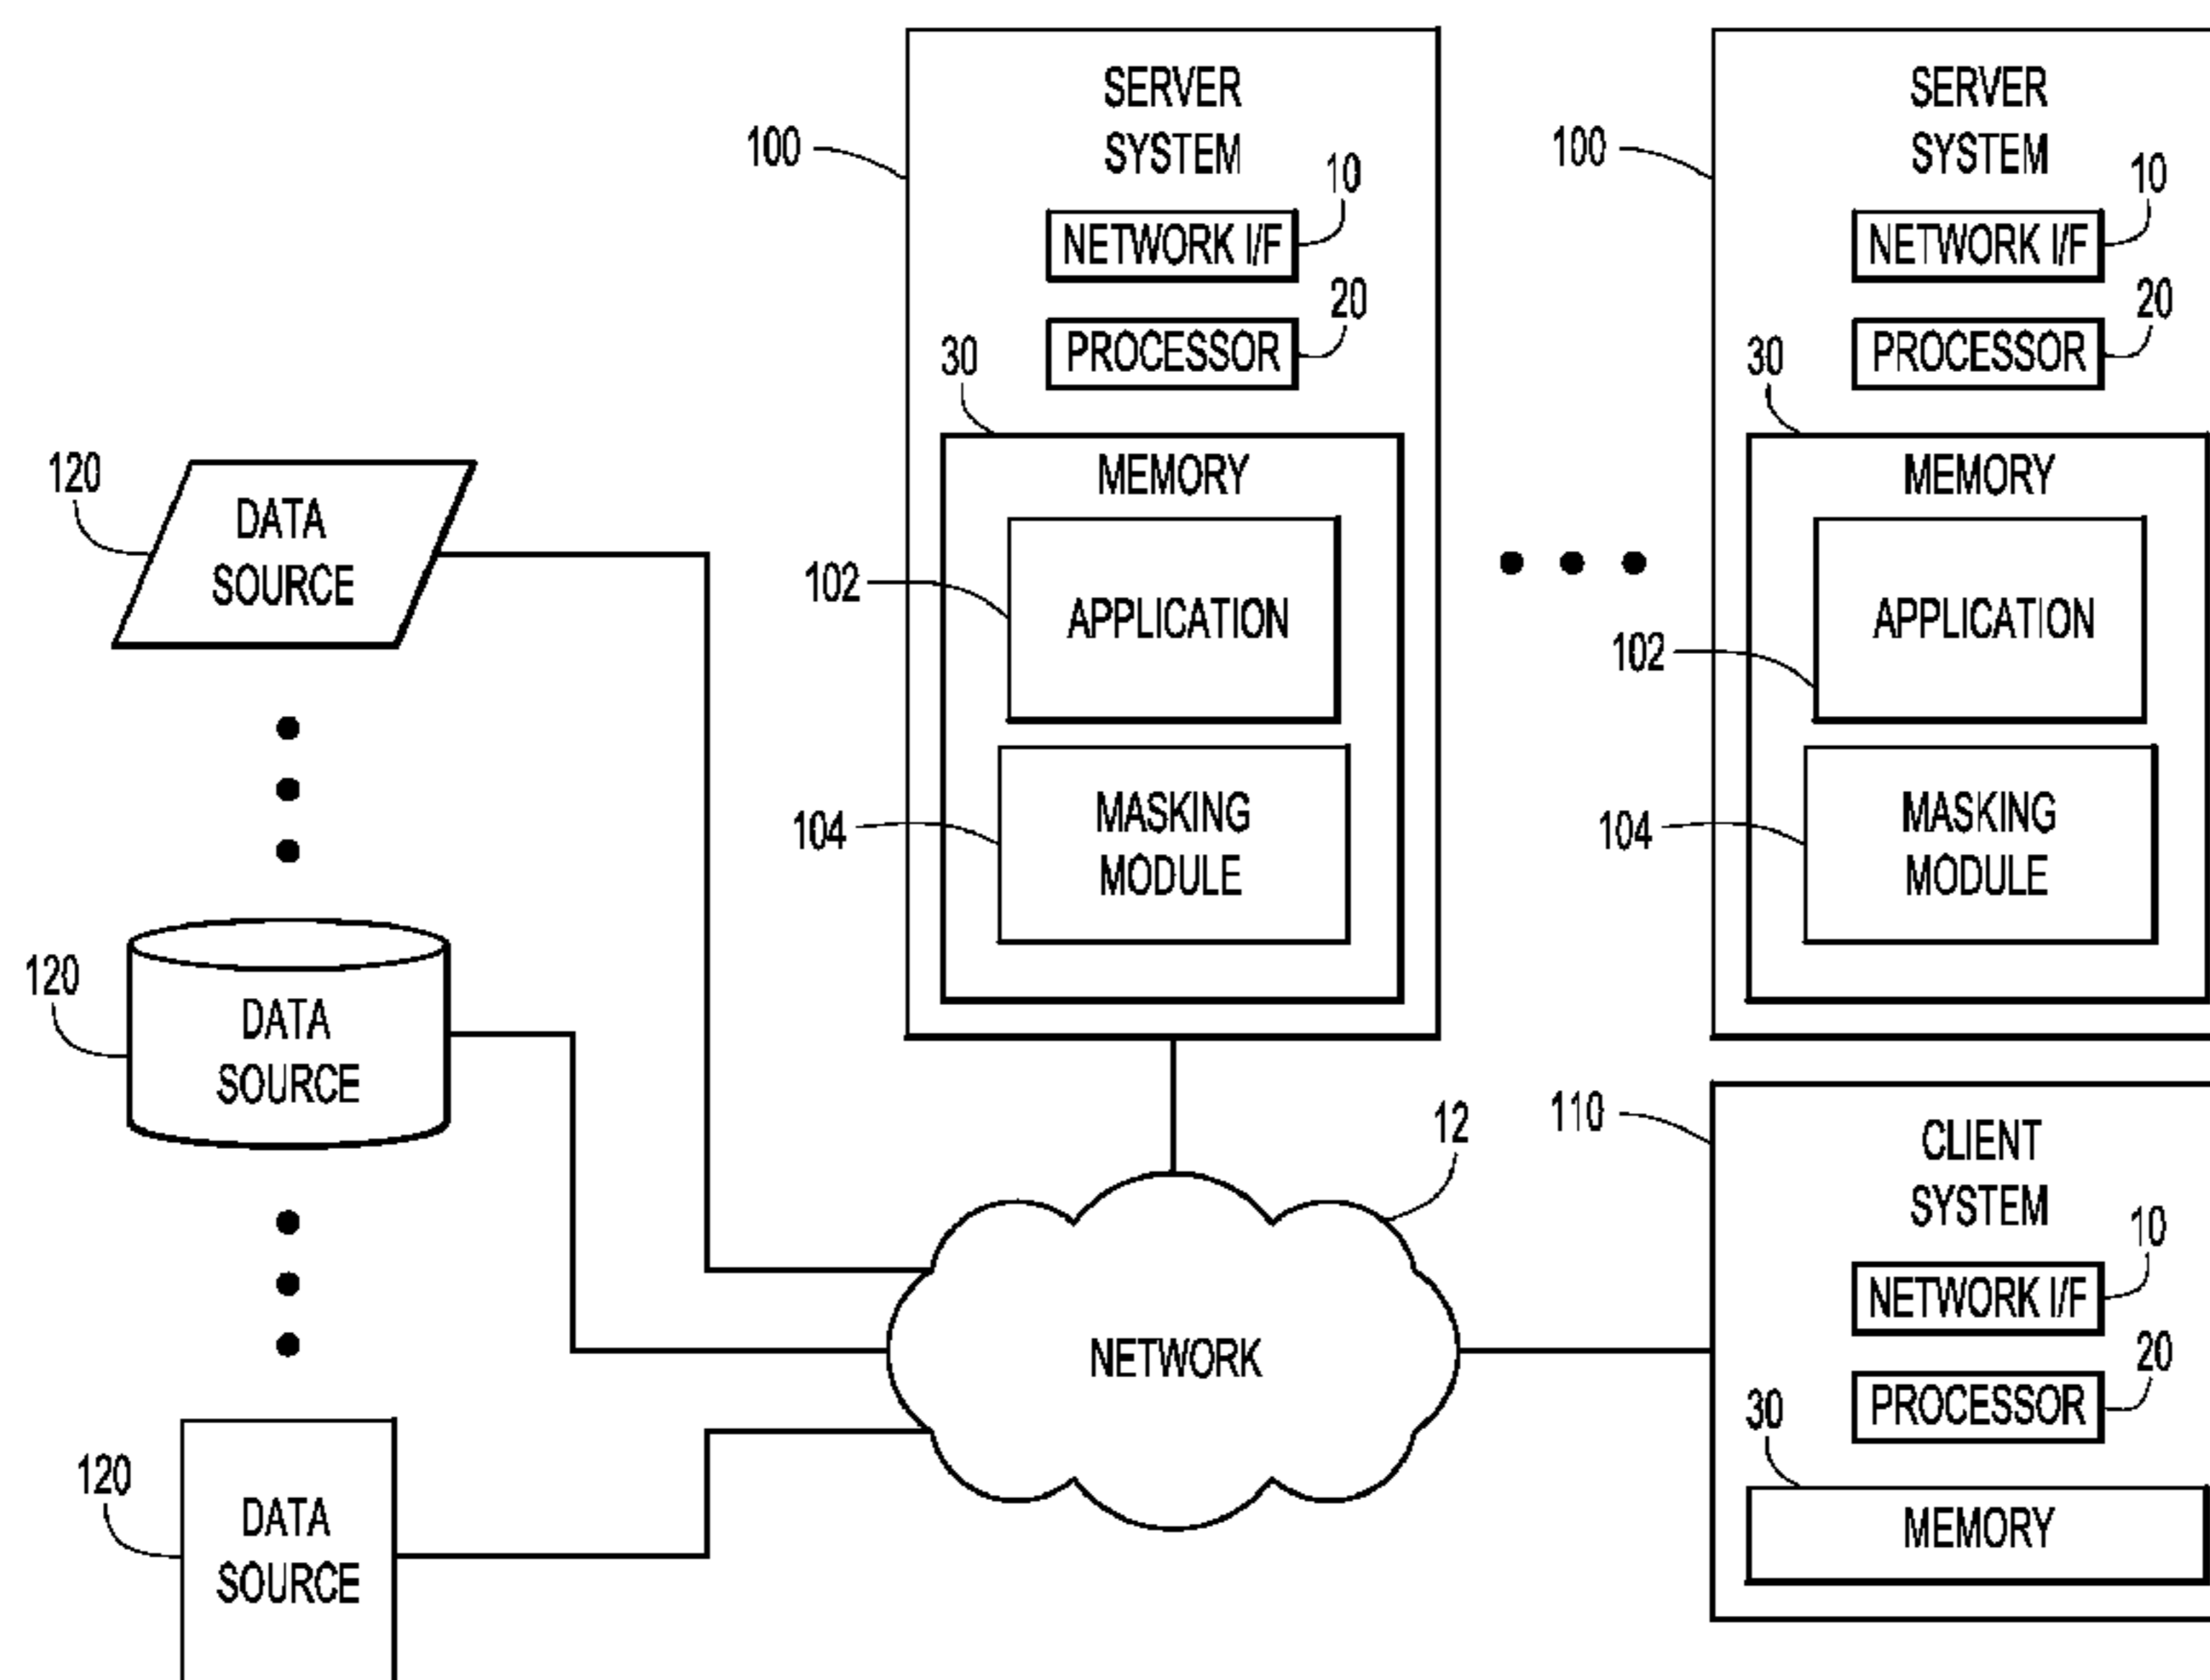 SERVER
SYSTEM
100
10
NETWORK I/F
20
PROCESSOR
30
MEMORY
102
APPLICATION
104
MASKING
MODULE
SERVER
SYSTEM
100
10
NETWORK I/F
20
PROCESSOR
30
MEMORY
102
APPLICATION
104
MASKING
MODULE
120
DATA
SOURCE
120
DATA
SOURCE
120
DATA
SOURCE
12
NETWORK
110
CLIENT
SYSTEM
10
NETWORK I/F
20
PROCESSOR
30
MEMORY